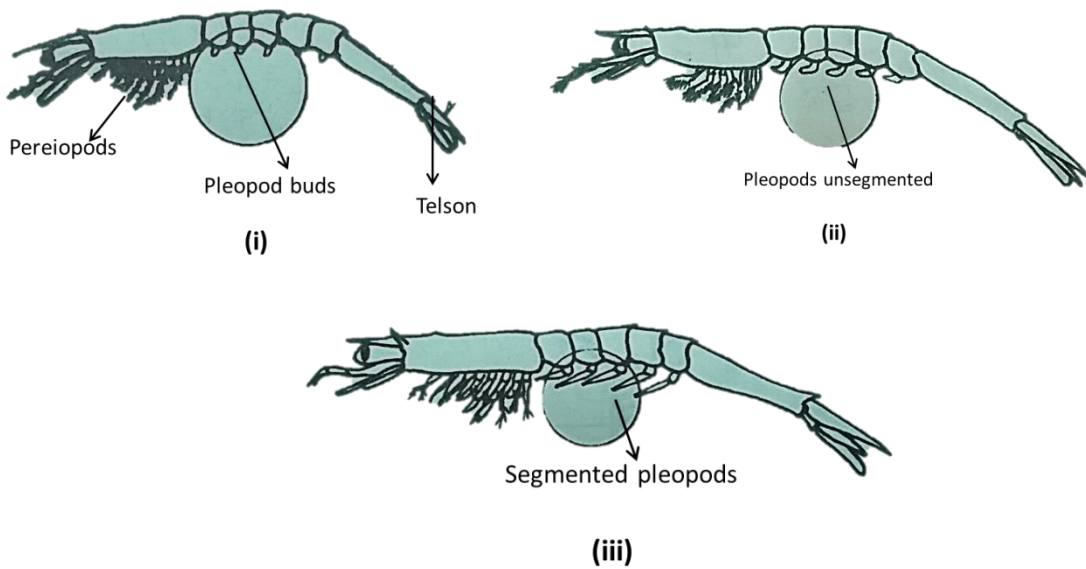 Pereiopods
Pleopod buds
Telson
(i)
Pleopods unsegmented
(ii)
Segmented pleopods
(iii)